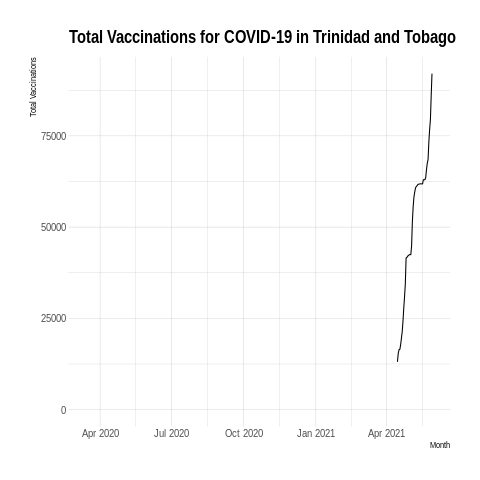 Total Vaccinations for COVID-19 in Trinidad and Tobago
Total Vaccinations
75000
50000
25000
0
Apr 2020 Jul 2020 Oct 2020 Jan 2021 Apr 2021
Month